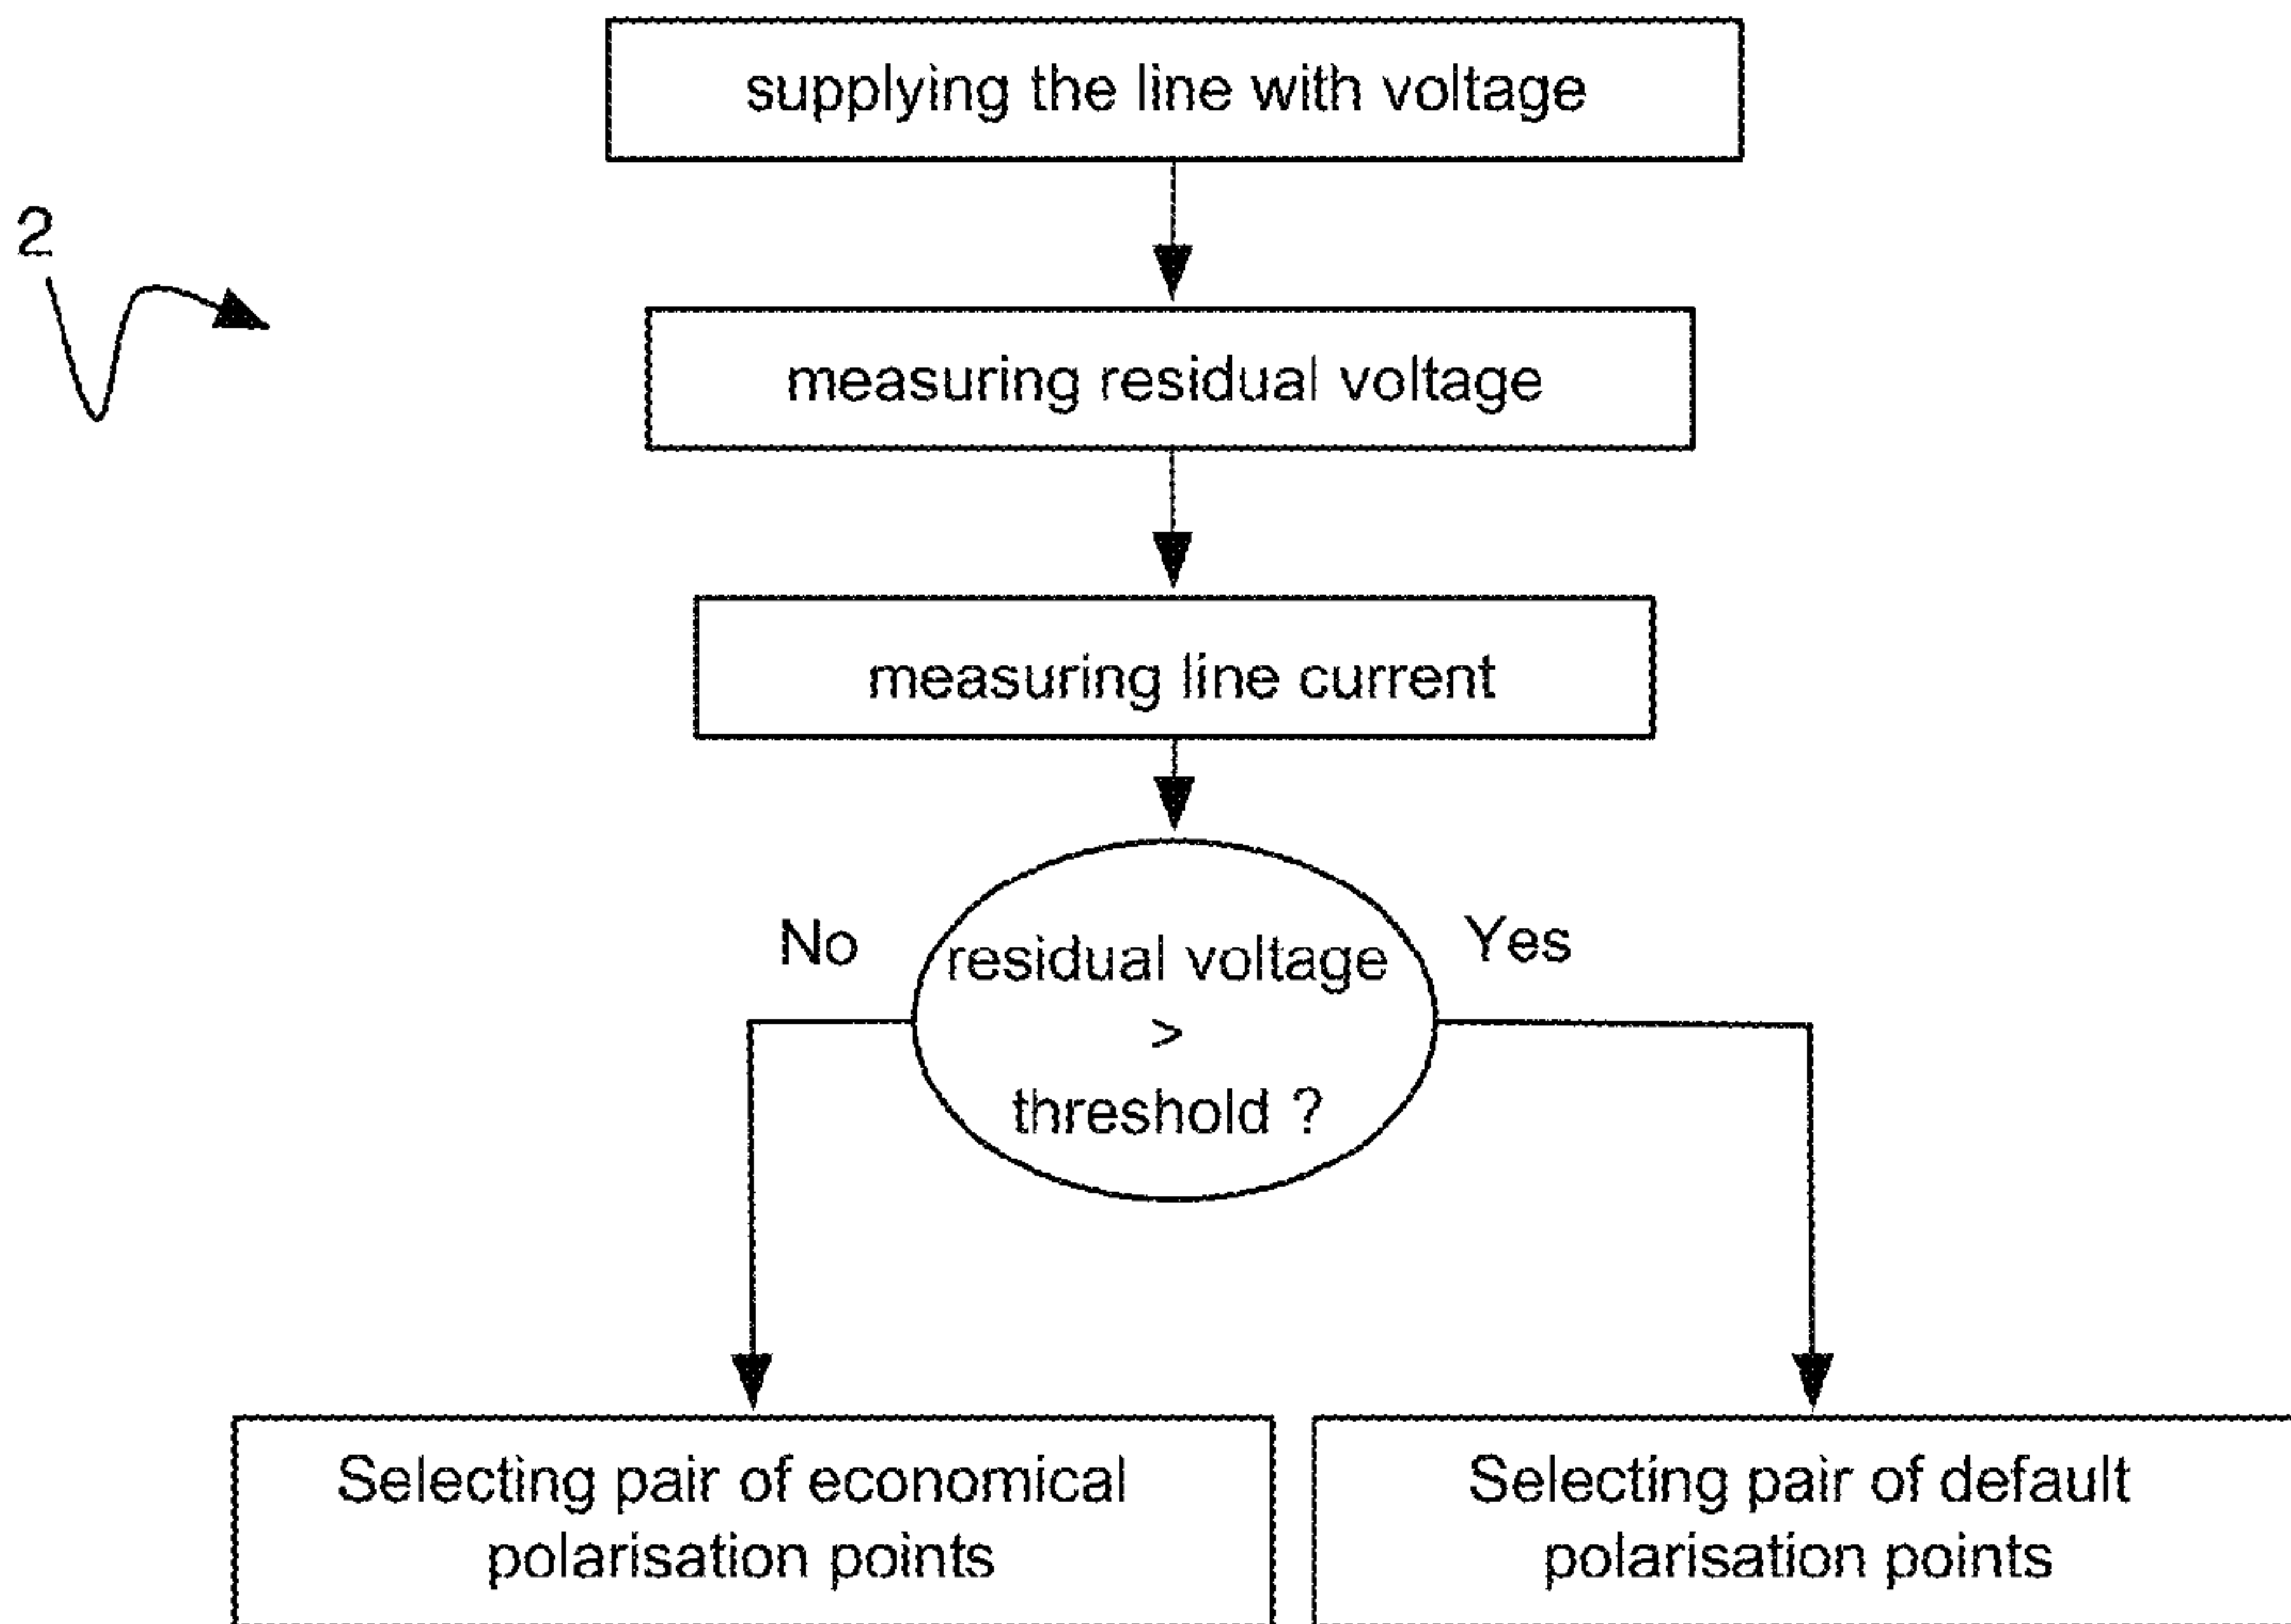 supplying the line with voltage
2
measuring residual voltage
measuring line current
No
Yes
residual voltage
>
threshold ?
Selecting pair of economical
polarisation points
Selecting pair of default
polarisation points